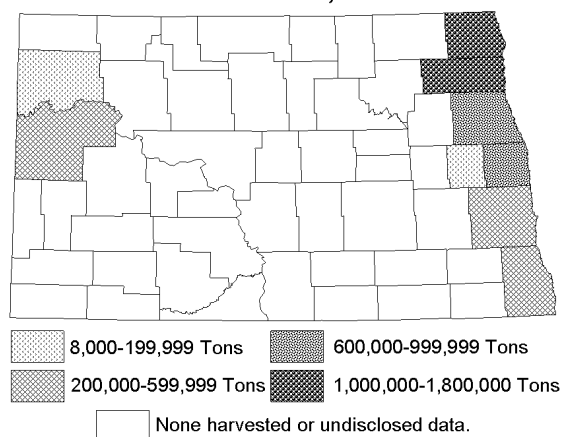 8,000-199,999 Tons
600,000-999,999 Tons
200,000-599,999 Tons
1,000,000-1,800,000 Tons
None harvested or undisclosed data.